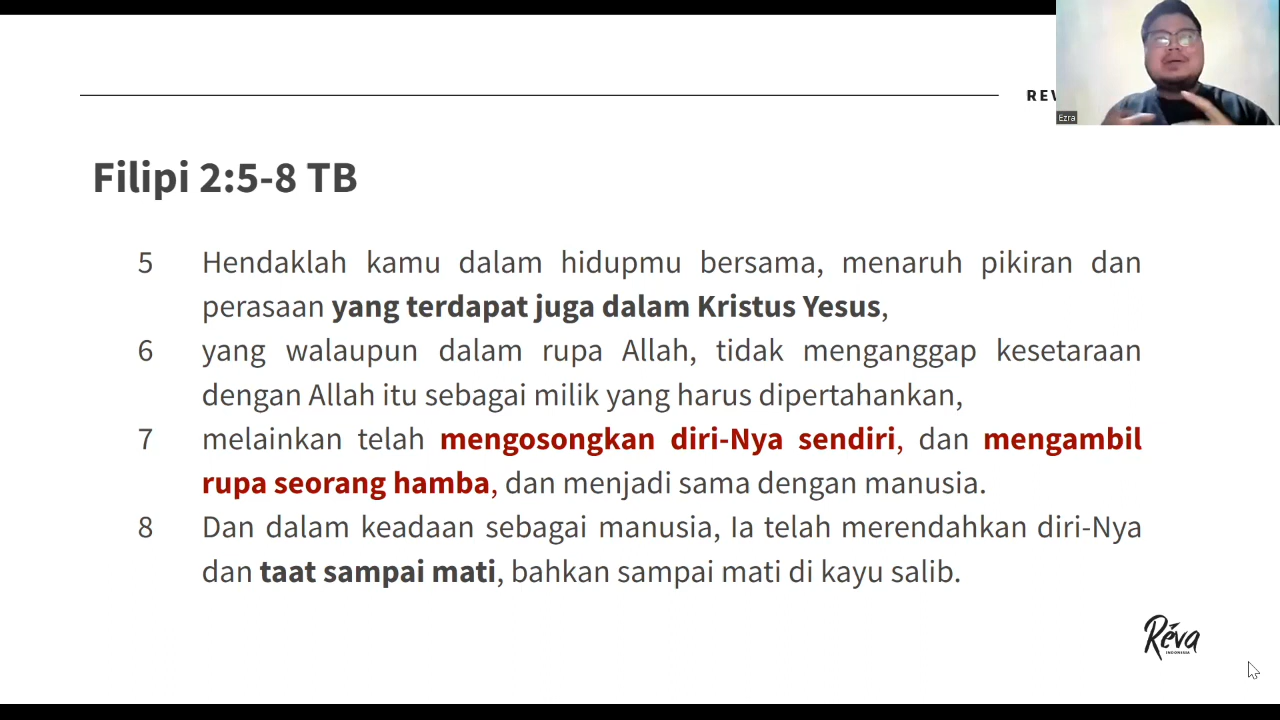 Ezra
Filipi 2:5-8 TB
5 Hendaklah kamu dalam hidupmu bersama, menaruh pikiran dan
perasaan yang terdapat juga dalam Kristus Yesus,
6 yang walaupun dalam rupa Allah, tidak menganggap kesetaraan
dengan Allah itu sebagai milik yang harus dipertahankan,
7 melainkan telah mengosongkan diri-Nya sendiri, dan mengambil
rupa seorang hamba, dan menjadi sama dengan manusia.
8 Dan dalam keadaan sebagai manusia, Ia telah merendahkan diri-Nya
dan taat sampai mati, bahkan sampai mati di kayu salib.
Réva
INDONESIA